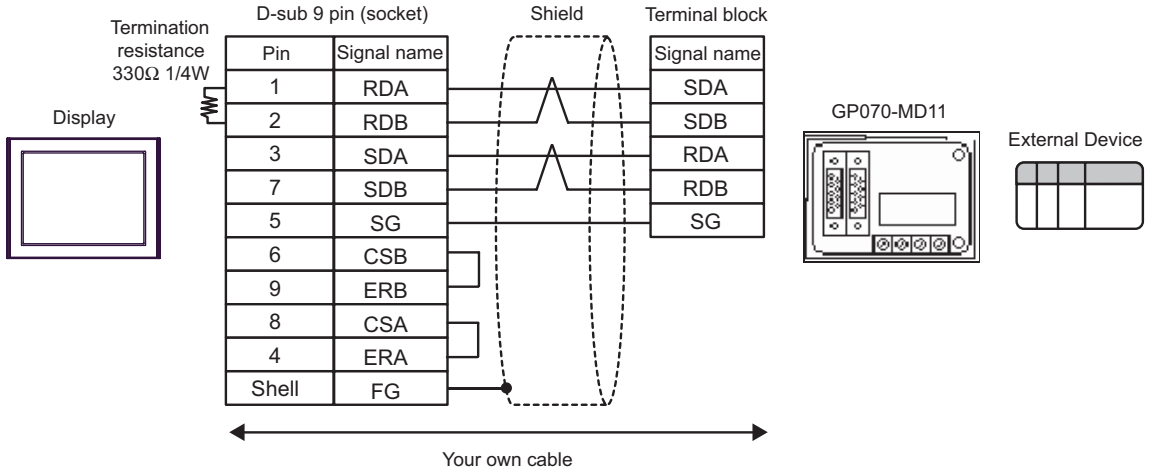 D-sub 9 pin (socket)
Shield
Terminal block
Termination
resistance
330Ω 1/4W
Pin Signal name
1 RDA
2 RDB
3 SDA
7 SDB
5 SG
6 CSB
9 ERB
8 CSA
4 ERA
Shell FG
Signal name
SDA
SDB
RDA
RDB
SG
Display
GP070-MD11
External Device
Your own cable